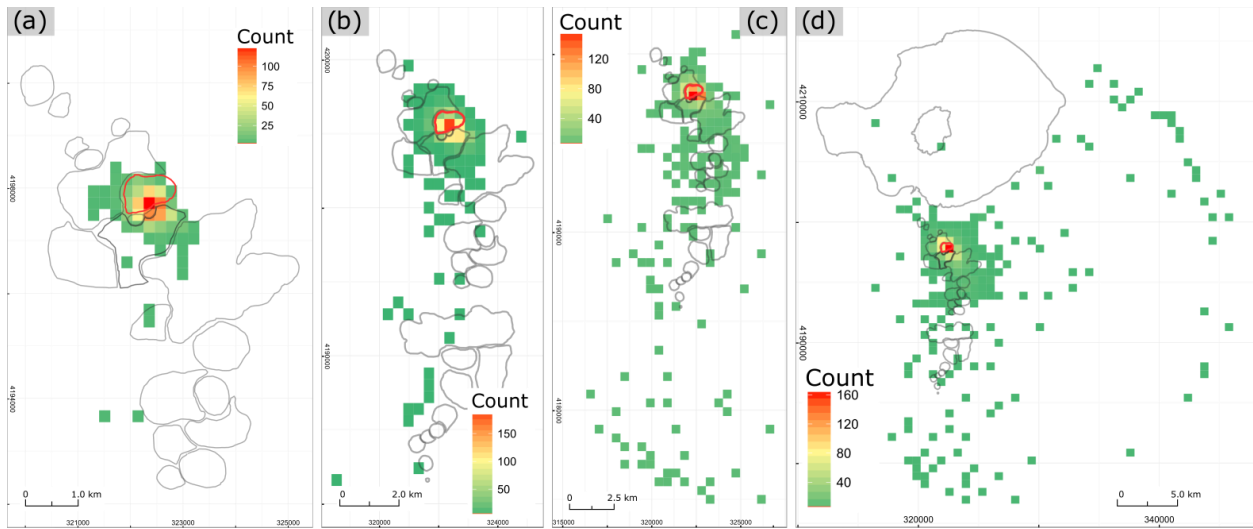 (a)
Count
100
75
50
25
4198000
4194000
0 1.0 km
321000 323000 325000
(b)
4200000
4190000
Count
150
100
50
0 2.0 km
320000 324000
(c)
Count
120
80
40
4190000
4180000
0 2.5 km
315000 320000 325000
(d)
4210000
4190000
Count
160
120
80
40
0 5.0 km
320000 340000